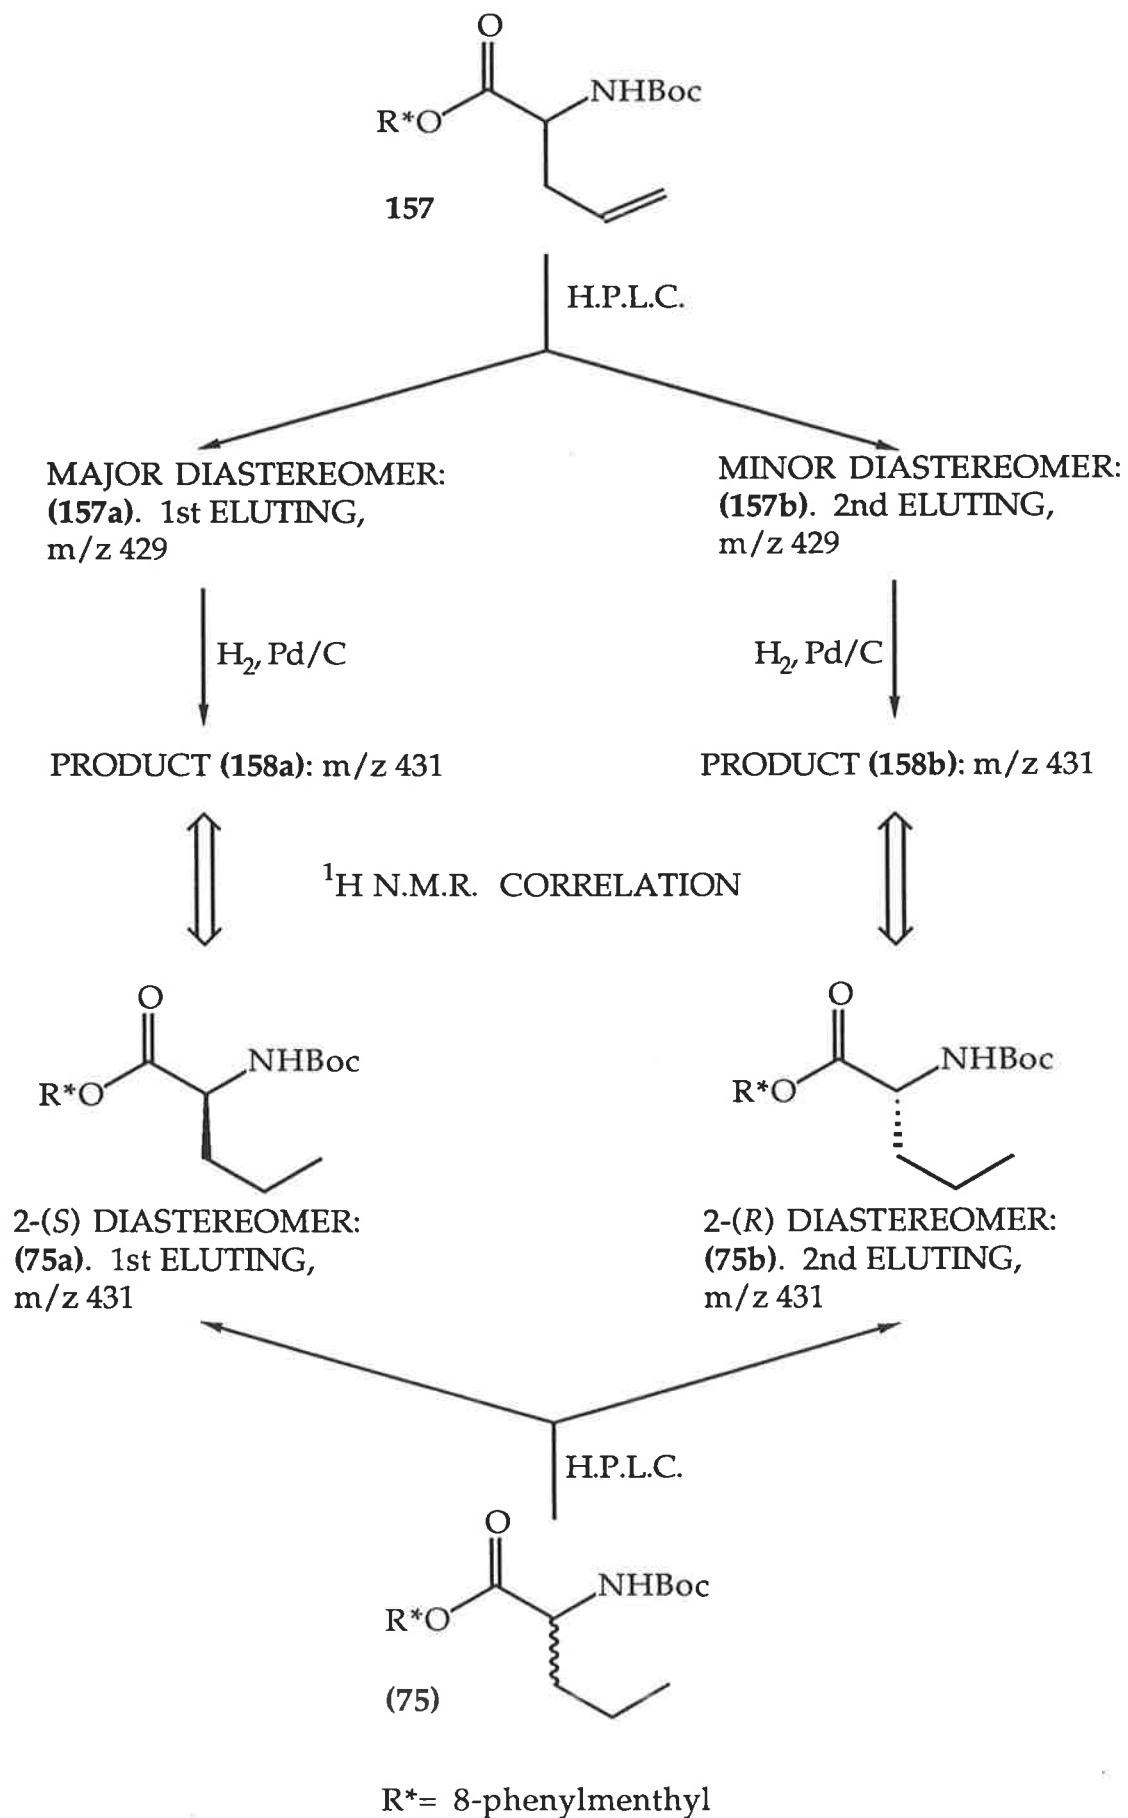 O
NHBoc
R*O
157
H.P.L.C.
MAJOR DIASTEREOMER:
(157a). 1st ELUTING,
m/z 429
MINOR DIASTEREOMER:
(157b). 2nd ELUTING,
m/z 429
H2, Pd/C
H2, Pd/C
PRODUCT (158a): m/z 431
PRODUCT (158b): m/z 431
1H N.M.R. CORRELATION
O
NHBoc
R*O
O
NHBoc
R*O
2-(S) DIASTEREOMER:
(75a). 1st ELUTING,
m/z 431
2-(R) DIASTEREOMER:
(75b). 2nd ELUTING,
m/z 431
H.P.L.C.
O
NHBoc
R*O
(75)
R*= 8-phenylmenthyl